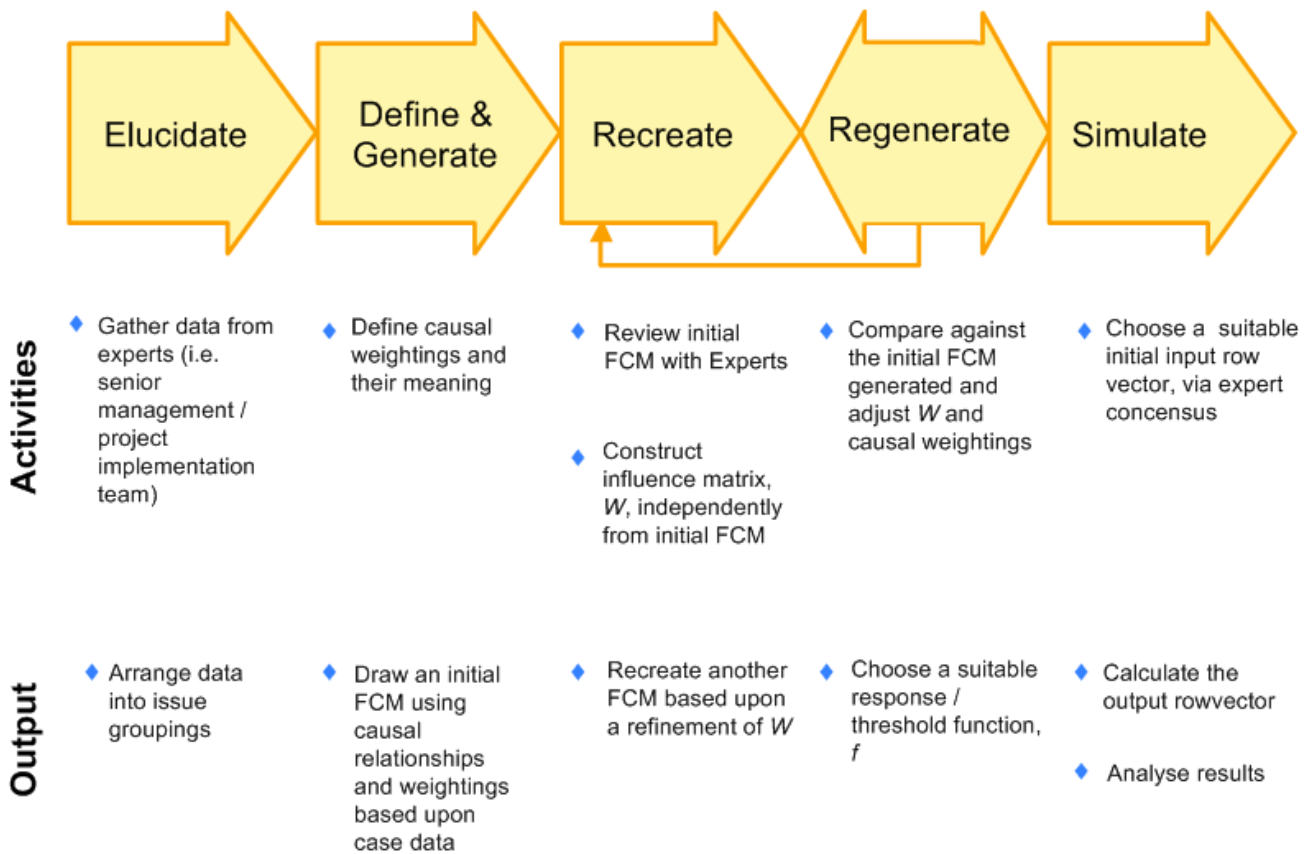 Elucidate
Define &
Generate
Recreate
Regenerate
Simulate
Activities
Gather data from
experts (i.e.
senior
management /
project
implementation
team)
Define causal
weightings and
their meaning
Review initial
FCM with Experts
Construct
influence matrix,
W, independently
from initial FCM
Compare against
the initial FCM
generated and
adjust W and
causal weightings
Choose a suitable
initial input row
vector, via expert
concensus
Output
Arrange data
into issue
groupings
Draw an initial
FCM using
causal
relationships
and weightings
based upon
case data
Recreate another
FCM based upon
a refinement of W
Choose a suitable
response /
threshold function,
f
Calculate the
output rowvector
Analyse results